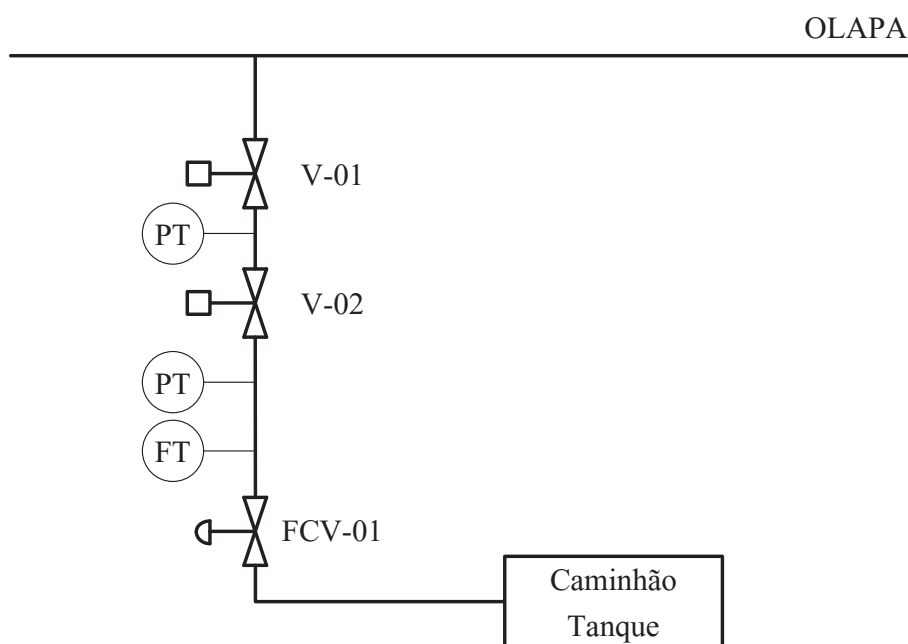 OLAPA
V-01
PT
V-02
PT
FT
FCV-01
Caminhão
Tanque